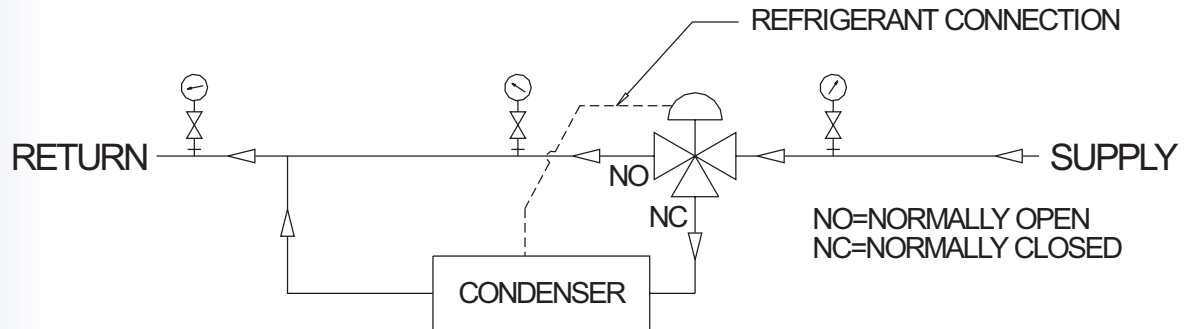 REFRIGERANT CONNECTION
RETURN
SUPPLY
NO
NC
NO=NORMALLY OPEN
NC=NORMALLY CLOSED
CONDENSER